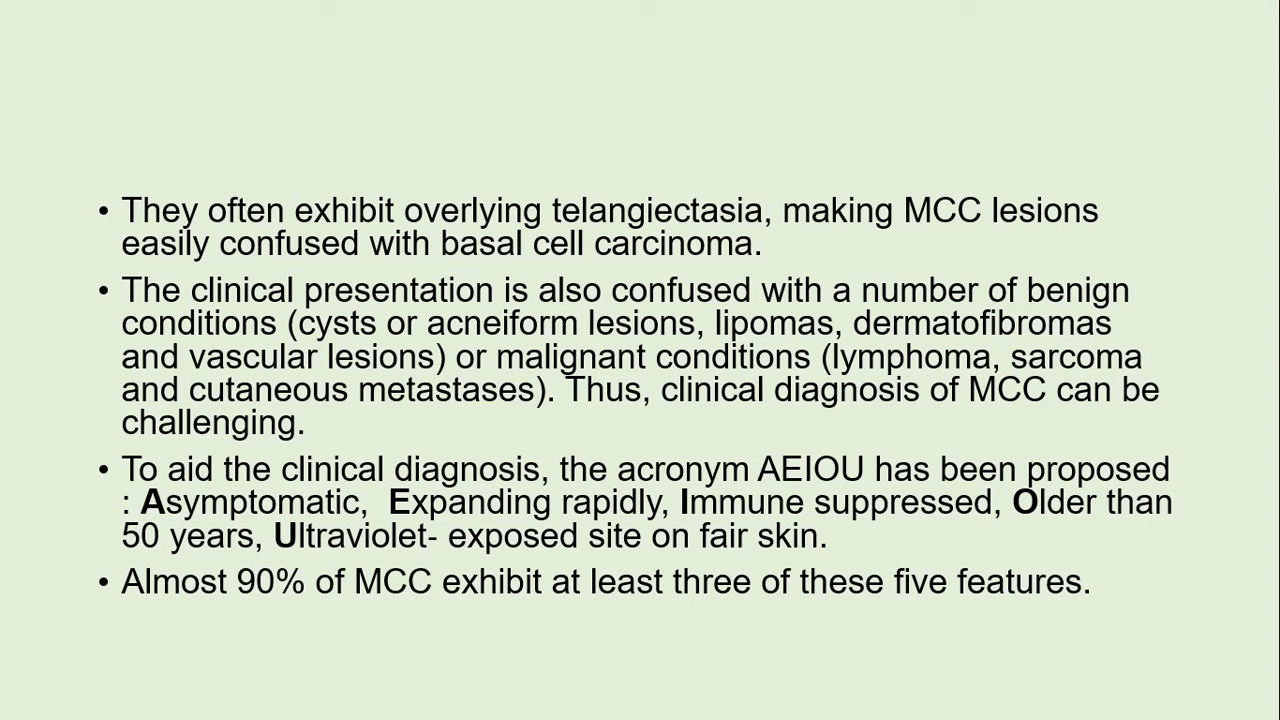 • They often exhibit overlying telangiectasia, making MCC lesions
easily confused with basal cell carcinoma.
• The clinical presentation is also confused with a number of benign
conditions (cysts or acneiform lesions, lipomas, dermatofibromas
and vascular lesions) or malignant conditions (lymphoma, sarcoma
and cutaneous metastases). Thus, clinical diagnosis of MCC can be
challenging.
• To aid the clinical diagnosis, the acronym AEIOU has been proposed
: Asymptomatic,  Expanding rapidly, Immune suppressed, Older than
50 years, Ultraviolet- exposed site on fair skin.
• Almost 90% of MCC exhibit at least three of these five features.